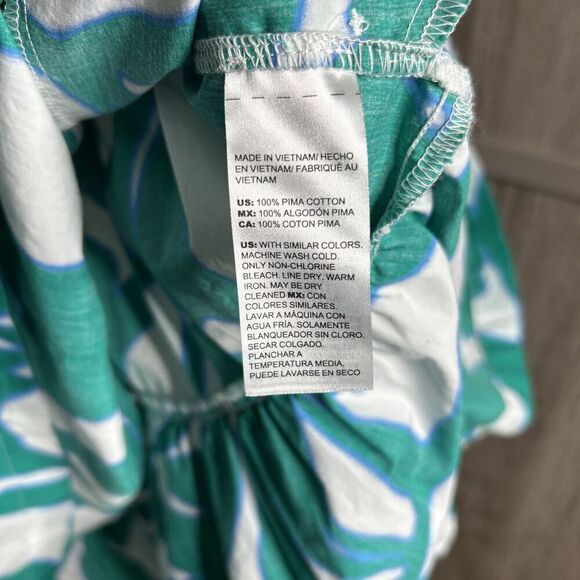 MADE IN VIETNAM/ HECHO
EN VIETNAM/ FABRIQUÉ AU
VIETNAM
US: 100% PIMA COTTON
MX: 100% ALGODÓN PIMA
CA: 100% COTON PIMA
US: WITH SIMILAR COLORS.
MACHINE WASH COLD.
ONLY NON-CHLORINE
BLEACH. LINE DRY. WARM
IRON. MAY BE DRY
CLEANED MX: CON
COLORES SIMILARES.
LAVAR A MÁQUINA CON
AGUA FRÍA. SOLAMENTE
BLANQUEADOR SIN CLORO.
SECAR COLGADO.
PLANCHAR A
TEMPERATURA MEDIA.
PUEDE LAVARSE EN SECO